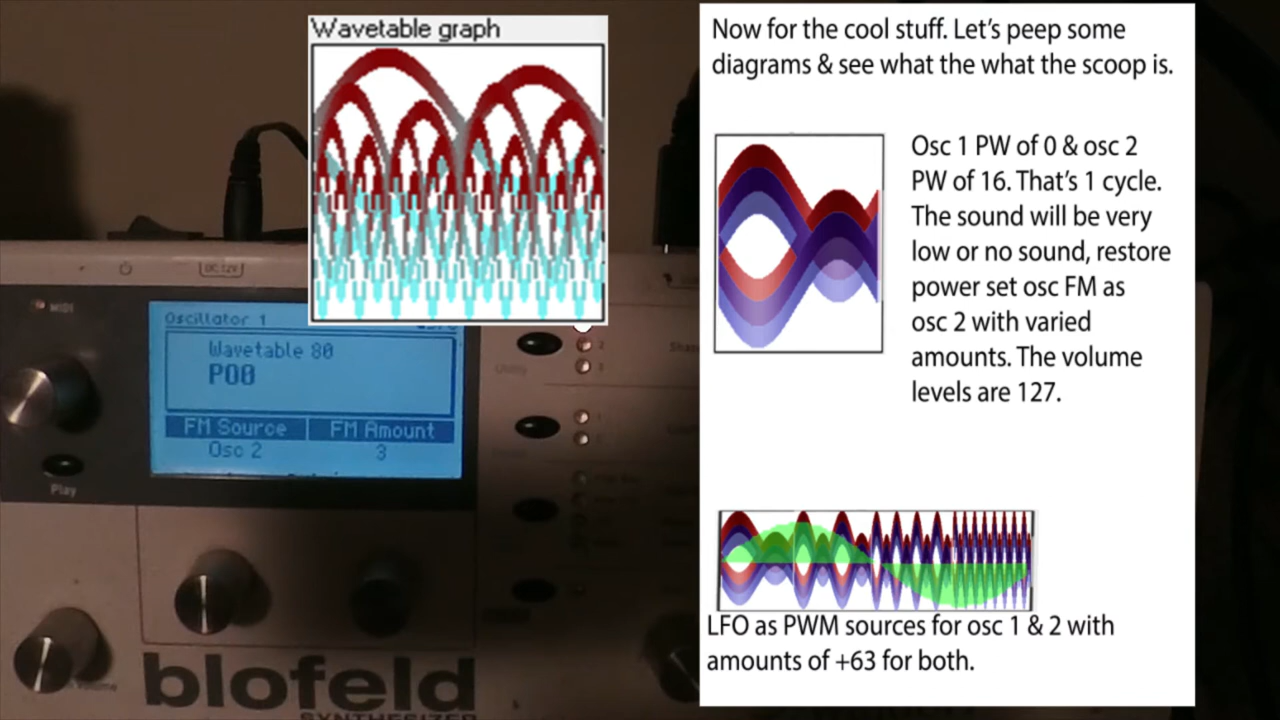 Wavetable graph
Now for the cool stuff. Let's peep some
diagrams & see what the what the scoop is.
Osc 1 PW of 0 & osc 2
PW of 16. That's 1 cycle.
The sound will be very
low or no sound, restore
power set osc FM as
osc 2 with varied
amounts. The volume
levels are 127.
LFO as PWM sources for osc 1 & 2 with
amounts of +63 for both.
DC 12V
MIDI
Oscillator 1
Wavetable 80
P00
FM Source FM Amount
Osc 2 3
Play
Volume
blofeld
SYNTHESIZER